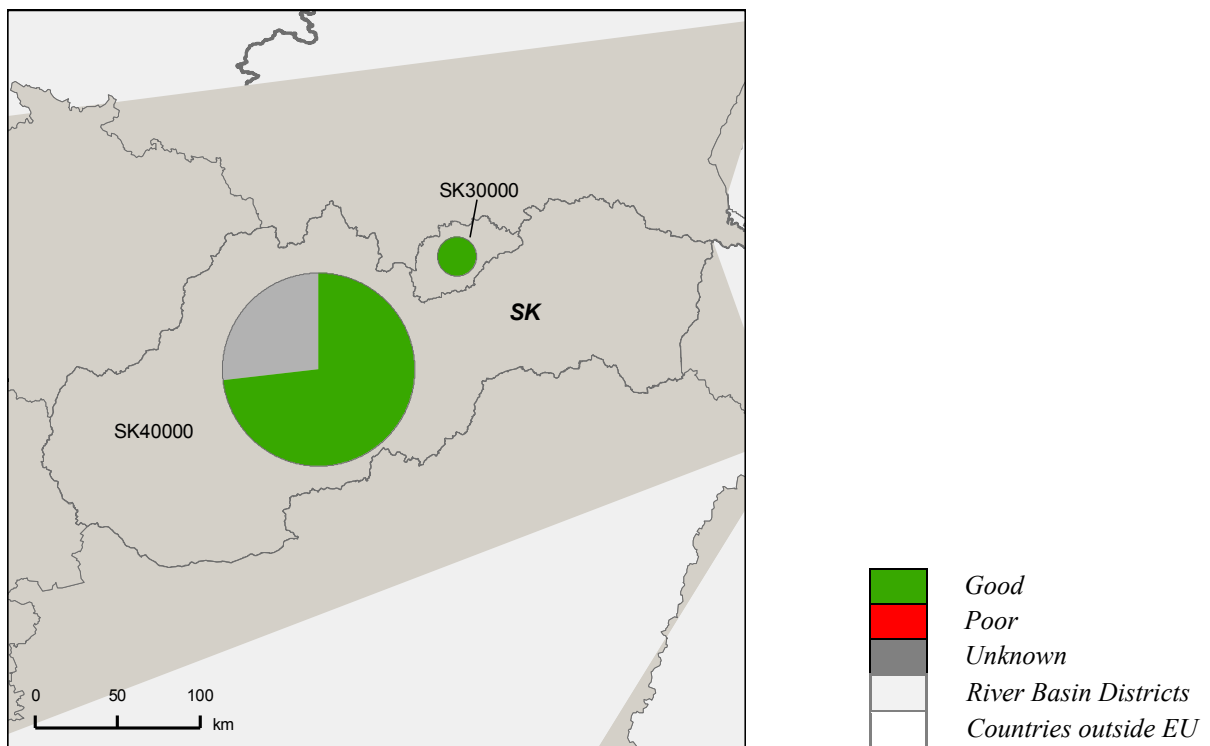 SK30000
SK
SK40000
0 50 100
km
Good
Poor
Unknown
River Basin Districts
Countries outside EU